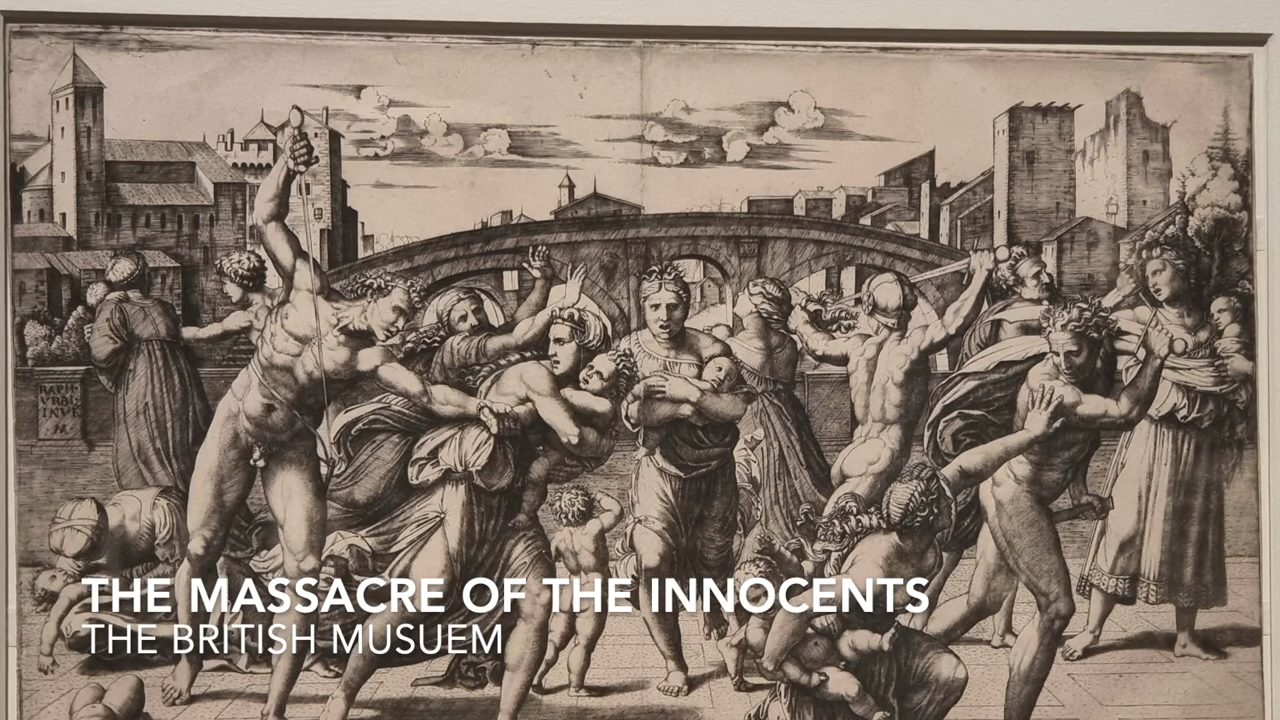 RAPH·
VRBI·
INVE·
THE MASSACRE OF THE INNOCENTS
THE BRITISH MUSUEM